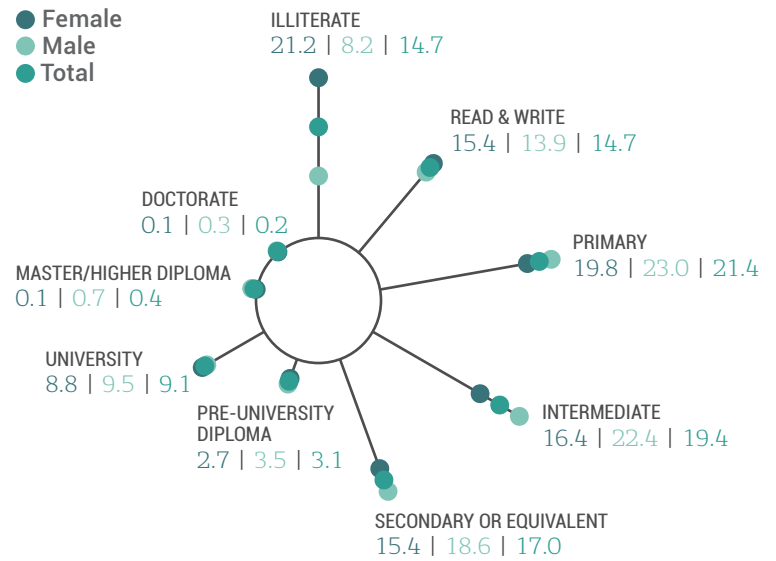 Female
Male
Total
ILLITERATE
21.2 | 8.2 | 14.7
READ & WRITE
15.4 | 13.9 | 14.7
DOCTORATE
0.1 | 0.3 | 0.2
PRIMARY
19.8 | 23.0 | 21.4
MASTER/HIGHER DIPLOMA
0.1 | 0.7 | 0.4
UNIVERSITY
8.8 | 9.5 | 9.1
PRE-UNIVERSITY
DIPLOMA
2.7 | 3.5 | 3.1
INTERMEDIATE
16.4 | 22.4 | 19.4
SECONDARY OR EQUIVALENT
15.4 | 18.6 | 17.0